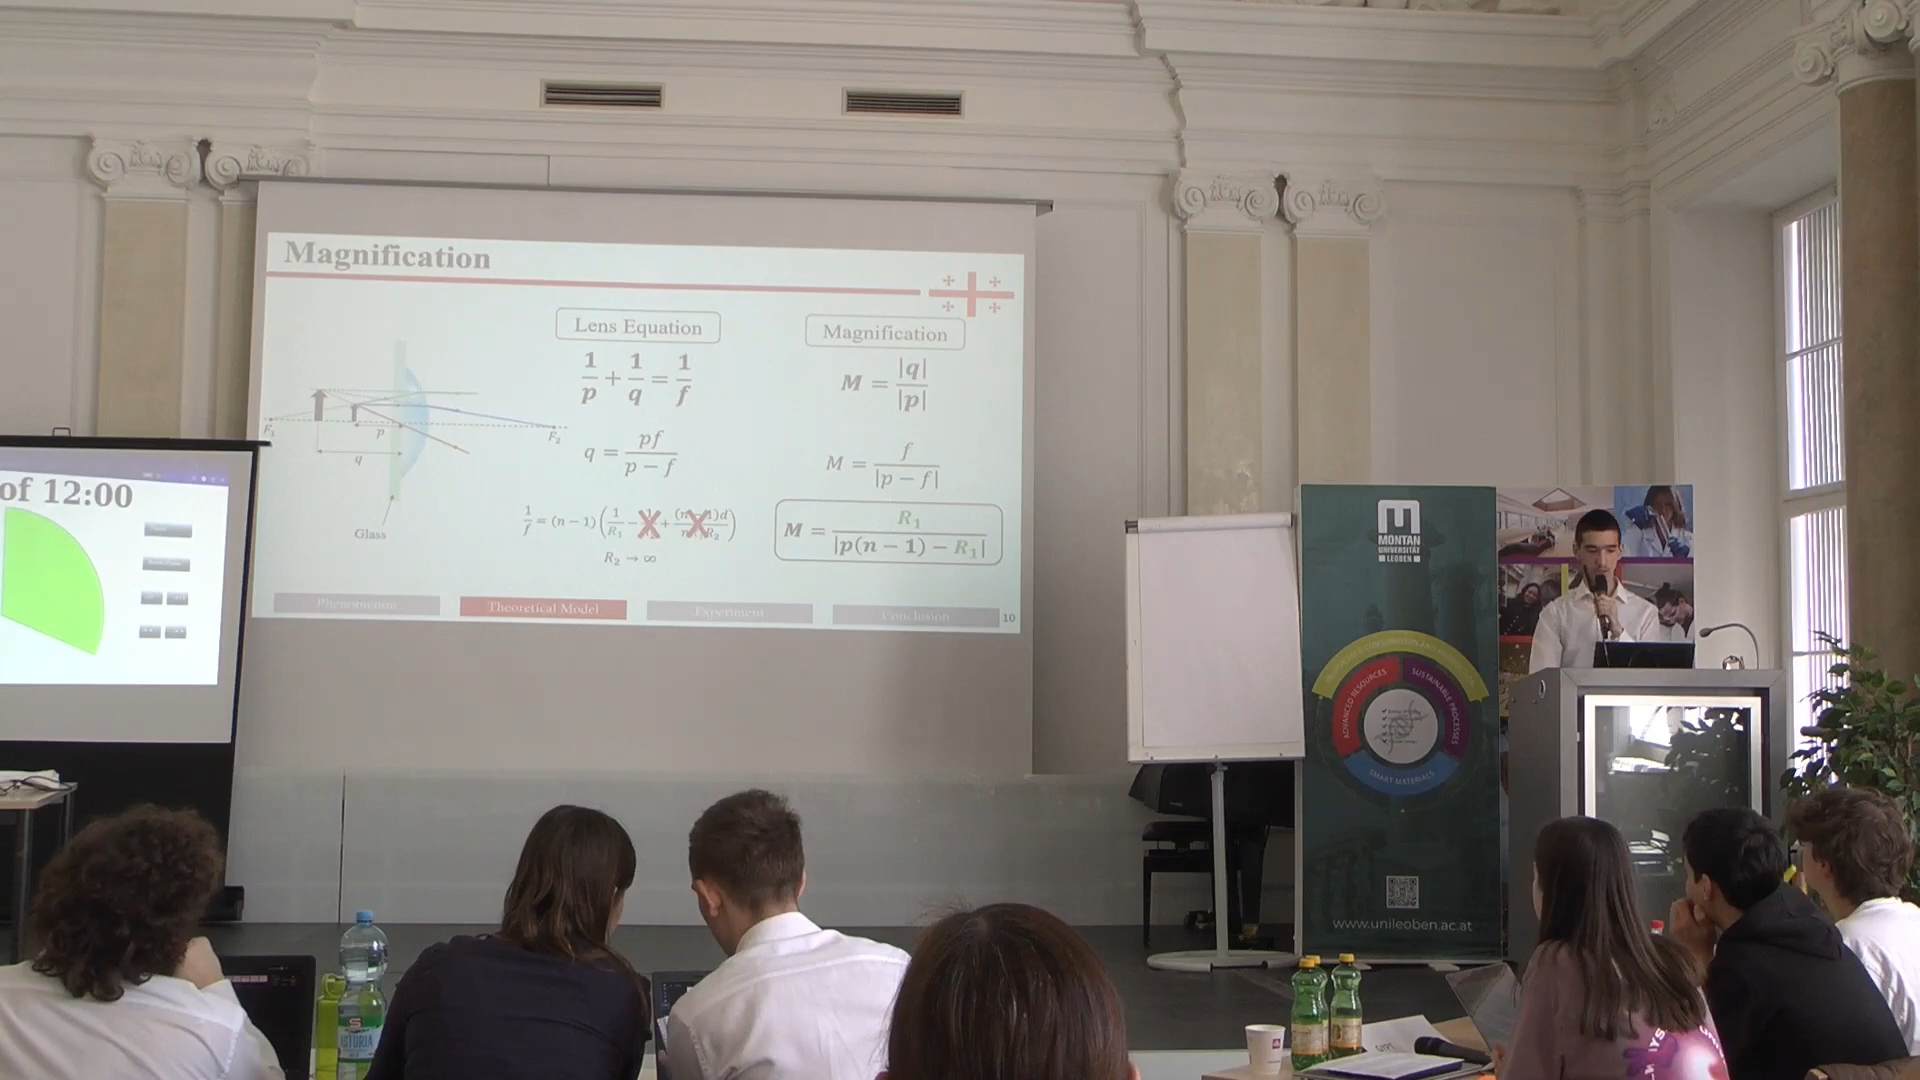 Magnification
Lens Equation
1/p + 1/q = 1/f
q = pf/(p − f)
R₂ → ∞
Magnification
M = |q|/|p|
M = f/|p − f|
M = R₁/|p(n − 1) − R₁|
F₁
F₂
p
q
Glass
Phenomenon
Theoretical Model
Experiment
Conclusion
10
of 12:00
MONTAN
UNIVERSITÄT
LEOBEN
ADVANCED RESOURCES
SUSTAINABLE PROCESSES
SMART MATERIALS
www.unileoben.ac.at